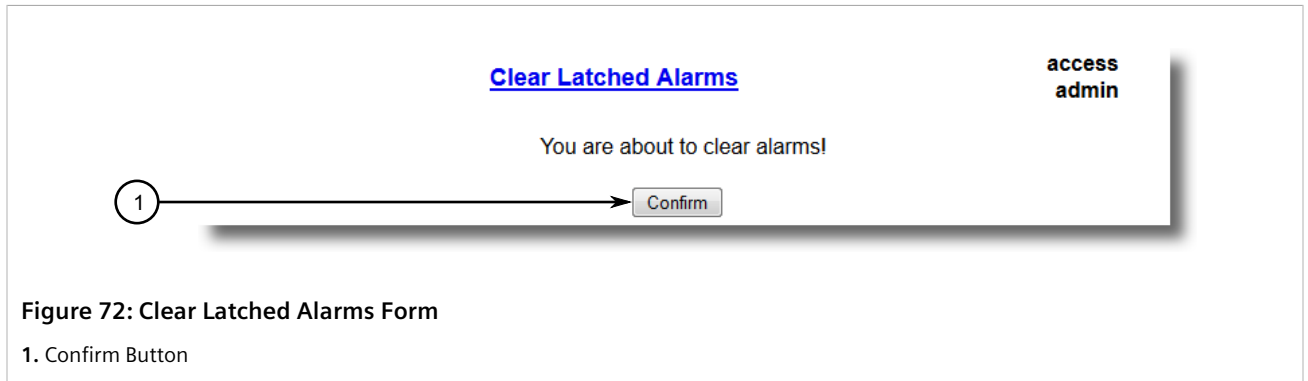 Clear Latched Alarms
access
admin
You are about to clear alarms!
1
Confirm
Figure 72: Clear Latched Alarms Form
1. Confirm Button